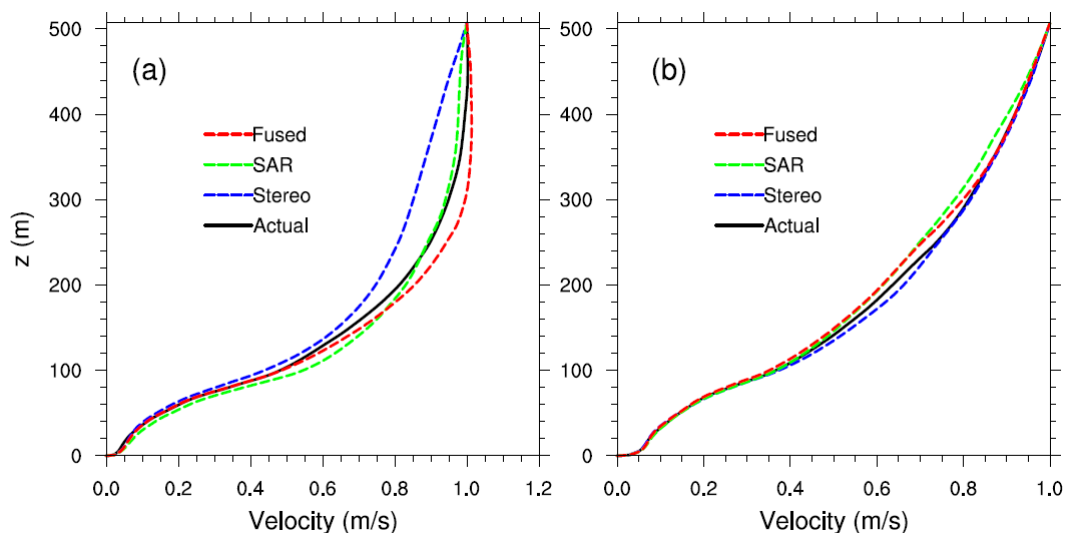 500
(a)
400
Fused
SAR
300
Stereo
Actual
z (m)
200
100
0
0.0 0.2 0.4 0.6 0.8 1.0 1.2
Velocity (m/s)
500
(b)
400
Fused
SAR
300
Stereo
Actual
200
100
0
0.0 0.2 0.4 0.6 0.8 1.0
Velocity (m/s)